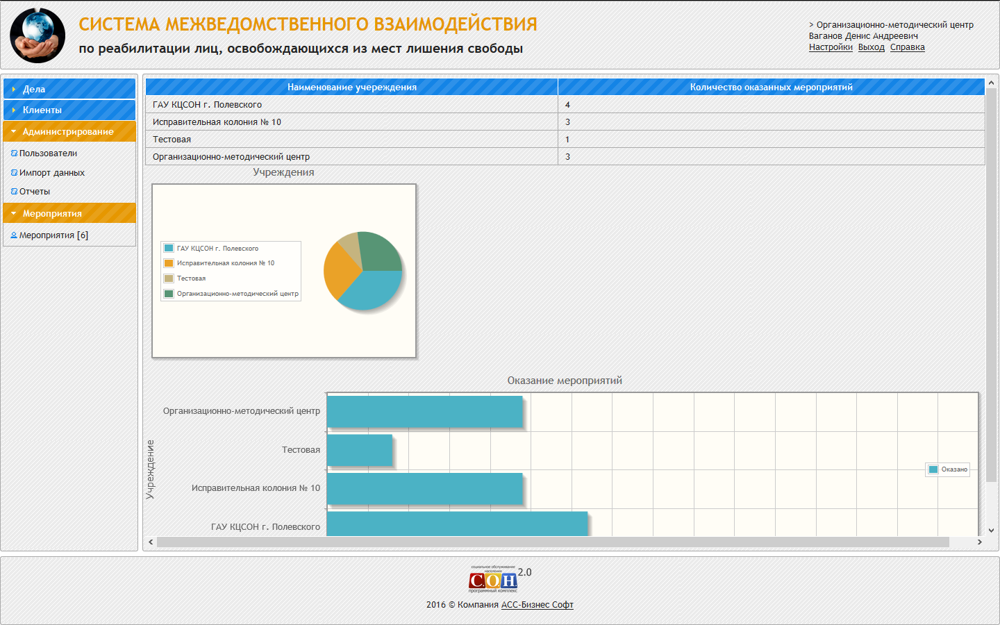 СИСТЕМА МЕЖВЕДОМСТВЕННОГО ВЗАИМОДЕЙСТВИЯ
по реабилитации лиц, освобождающихся из мест лишения свободы
> Организационно-методический центр
Ваганов Денис Андреевич
Настройки Выход Справка
Дела
Клиенты
Администрирование
Пользователи
Импорт данных
Отчеты
Мероприятия
Мероприятия [6]
Наименование учереждения Количество оказанных мероприятий
ГАУ КЦСОН г. Полевского 4
Исправительная колония № 10 3
Тестовая 1
Организационно-методический центр 3
Учреждения
ГАУ КЦСОН г. Полевского
Исправительная колония № 10
Тестовая
Организационно-методический центр
Оказание мероприятий
Учреждение
Организационно-методический центр
Тестовая
Исправительная колония № 10
ГАУ КЦСОН г. Полевского
Оказано
социальное обслуживание
населения
С.О.Н. 2.0
программный комплекс
2016 © Компания АСС-Бизнес Софт